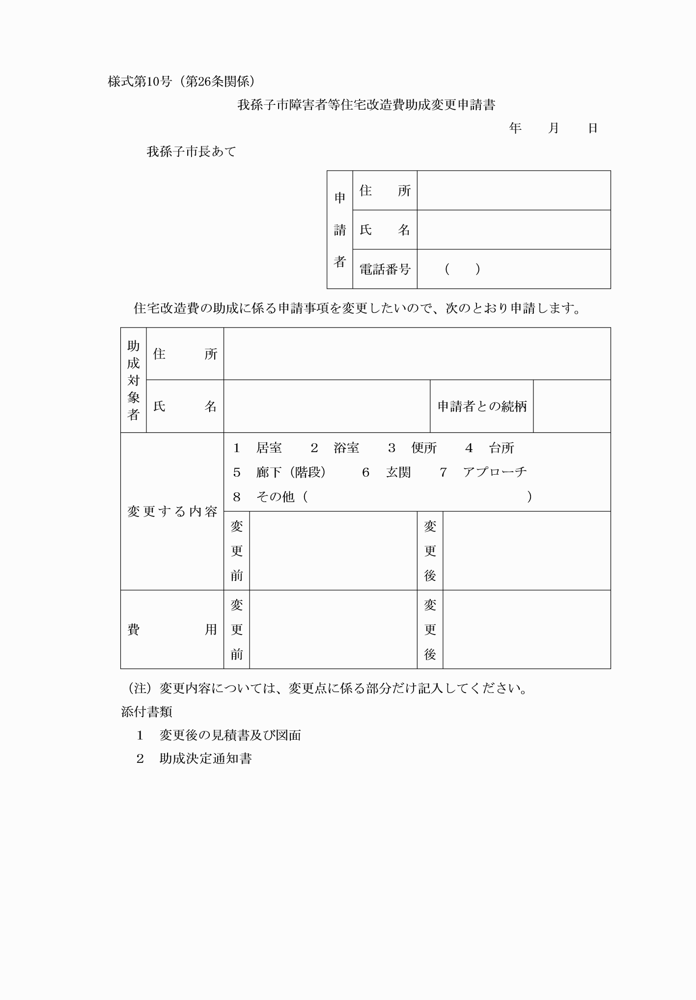 様式第10号（第26条関係）
我孫子市障害者等住宅改造費助成変更申請書
年　　月　　日
我孫子市長あて
申請者
住　　所
氏　　名
電話番号　　（　　）
住宅改造費の助成に係る申請事項を変更したいので、次のとおり申請します。
助成対象者
住　　　所
氏　　　名
申請者との続柄
変更する内容
１　居室　　２　浴室　　３　便所　　４　台所
５　廊下（階段）　　６　玄関　　７　アプローチ
８　その他（　　　　　　　　　　　　　　　　　）
変更前
変更後
費　　　　　用
変更前
変更後
（注）変更内容については、変更点に係る部分だけ記入してください。
添付書類
１　変更後の見積書及び図面
２　助成決定通知書